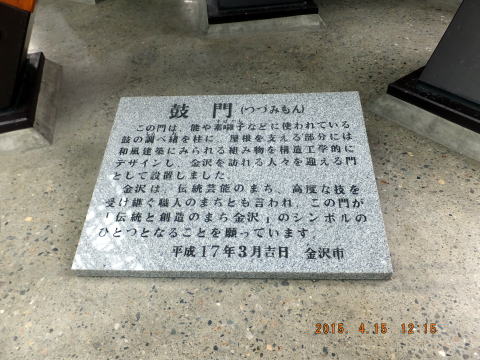 鼓門(つづみもん)
この門は、能や素囃子などに使われている
鼓の調べ緒を柱に、屋根を支える部分には
和風建築にみられる組み物を構造工学的に
デザインし、金沢を訪れる人々を迎える門
として設置しました。
金沢は、伝統芸能のまち、高度な技を
受け継ぐ職人のまちとも言われ、この門が
「伝統と創造のまち金沢」のシンボルの
ひとつとなることを願っています。
平成17年3月吉日 金沢市
2015. 4.15 12:15